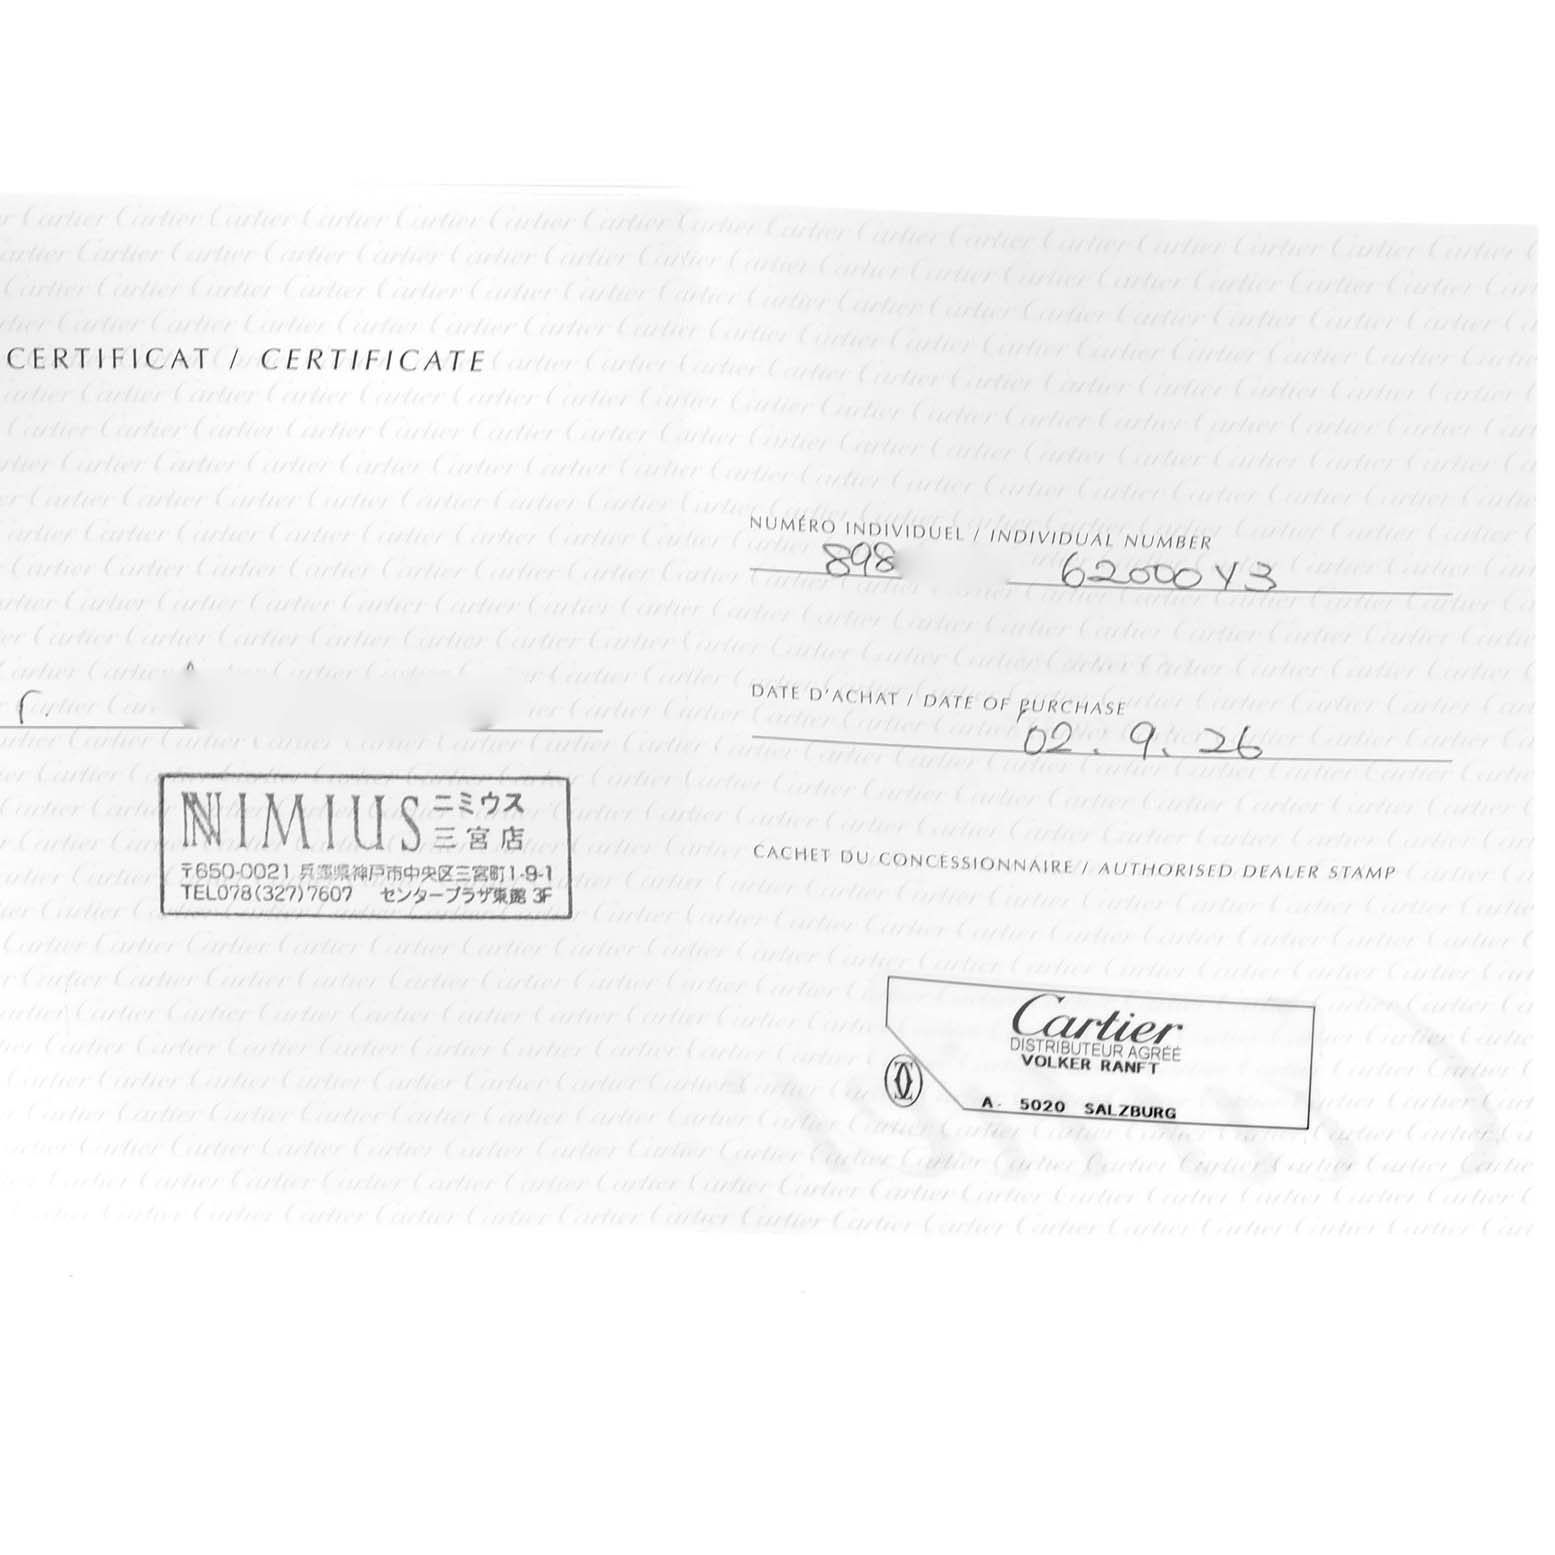 CERTIFICAT / CERTIFICATE
NUMÉRO INDIVIDUEL / INDIVIDUAL NUMBER
898 62000Y3
r.
DATE D'ACHAT / DATE OF PURCHASE
'02. 9. 26
NIMIUS ニミウス
三宮店
〒650-0021 兵庫県神戸市中央区三宮町1-9-1
TEL078(327)7607 センタープラザ東館 3F
CACHET DU CONCESSIONNAIRE / AUTHORISED DEALER STAMP
Cartier
DISTRIBUTEUR AGRÉÉ
VOLKER RANFT
A. 5020 SALZBURG